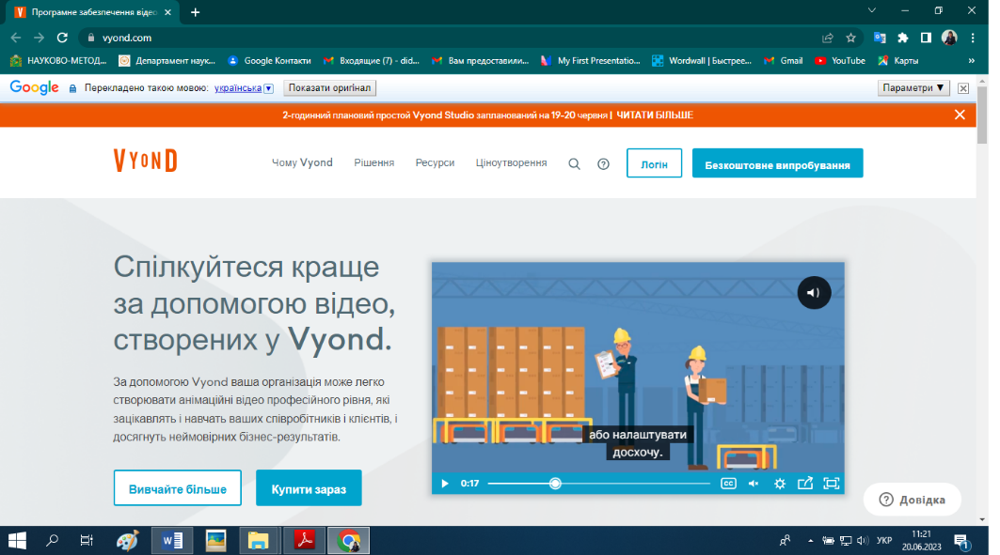 Програмне забезпечення відео
vyond.com
НАУКОВО-МЕТОД...
Департамент наук...
Google Контакти
Входящие (7) - did...
Вам предоставили...
My First Presentatio...
Wordwall | Быстрее...
Gmail
YouTube
Карты
»
Google Перекладено такою мовою: українська Показати оригінал Параметри ▼
2-годинний плановий простой Vyond Studio запланований на 19-20 червня | ЧИТАТИ БІЛЬШЕ
VYOND
Чому Vyond Рішення Ресурси Ціноутворення Логін Безкоштовне випробування
Спілкуйтеся краще
за допомогою відео,
створених у Vyond.
За допомогою Vyond ваша організація може легко
створювати анімаційні відео професійного рівня, які
зацікавлять і навчать ваших співробітників і клієнтів, і
досягнуть неймовірних бізнес-результатів.
Вивчайте більше Купити зараз
або налаштувати
досхочу.
0:17 CC
Довідка
УКР
11:21
20.06.2023
1